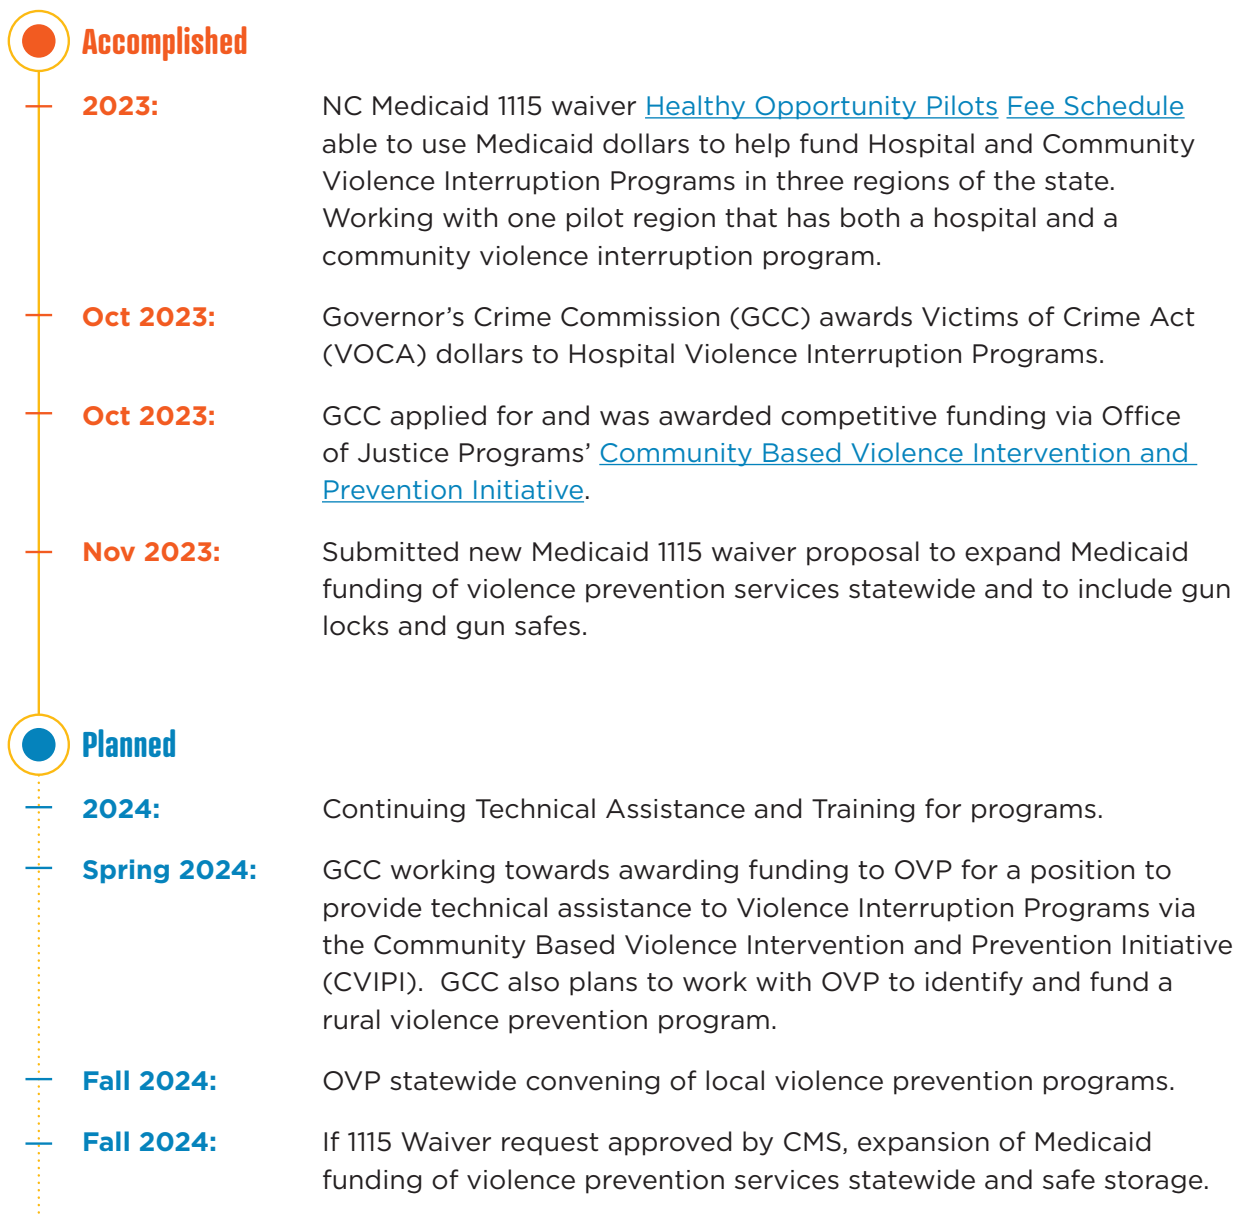 Accomplished
2023: NC Medicaid 1115 waiver Healthy Opportunity Pilots Fee Schedule
able to use Medicaid dollars to help fund Hospital and Community
Violence Interruption Programs in three regions of the state.
Working with one pilot region that has both a hospital and a
community violence interruption program.
Oct 2023: Governor’s Crime Commission (GCC) awards Victims of Crime Act
(VOCA) dollars to Hospital Violence Interruption Programs.
Oct 2023: GCC applied for and was awarded competitive funding via Office
of Justice Programs’ Community Based Violence Intervention and
Prevention Initiative.
Nov 2023: Submitted new Medicaid 1115 waiver proposal to expand Medicaid
funding of violence prevention services statewide and to include gun
locks and gun safes.
Planned
2024: Continuing Technical Assistance and Training for programs.
Spring 2024: GCC working towards awarding funding to OVP for a position to
provide technical assistance to Violence Interruption Programs via
the Community Based Violence Intervention and Prevention Initiative
(CVIPI). GCC also plans to work with OVP to identify and fund a
rural violence prevention program.
Fall 2024: OVP statewide convening of local violence prevention programs.
Fall 2024: If 1115 Waiver request approved by CMS, expansion of Medicaid
funding of violence prevention services statewide and safe storage.